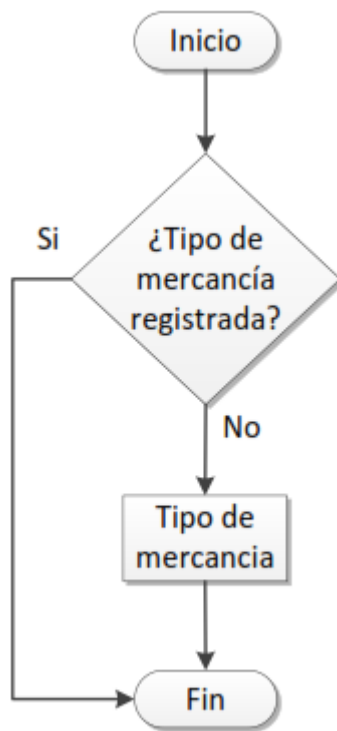 Inicio
Si
¿Tipo de
mercancía
registrada?
No
Tipo de
mercancia
Fin